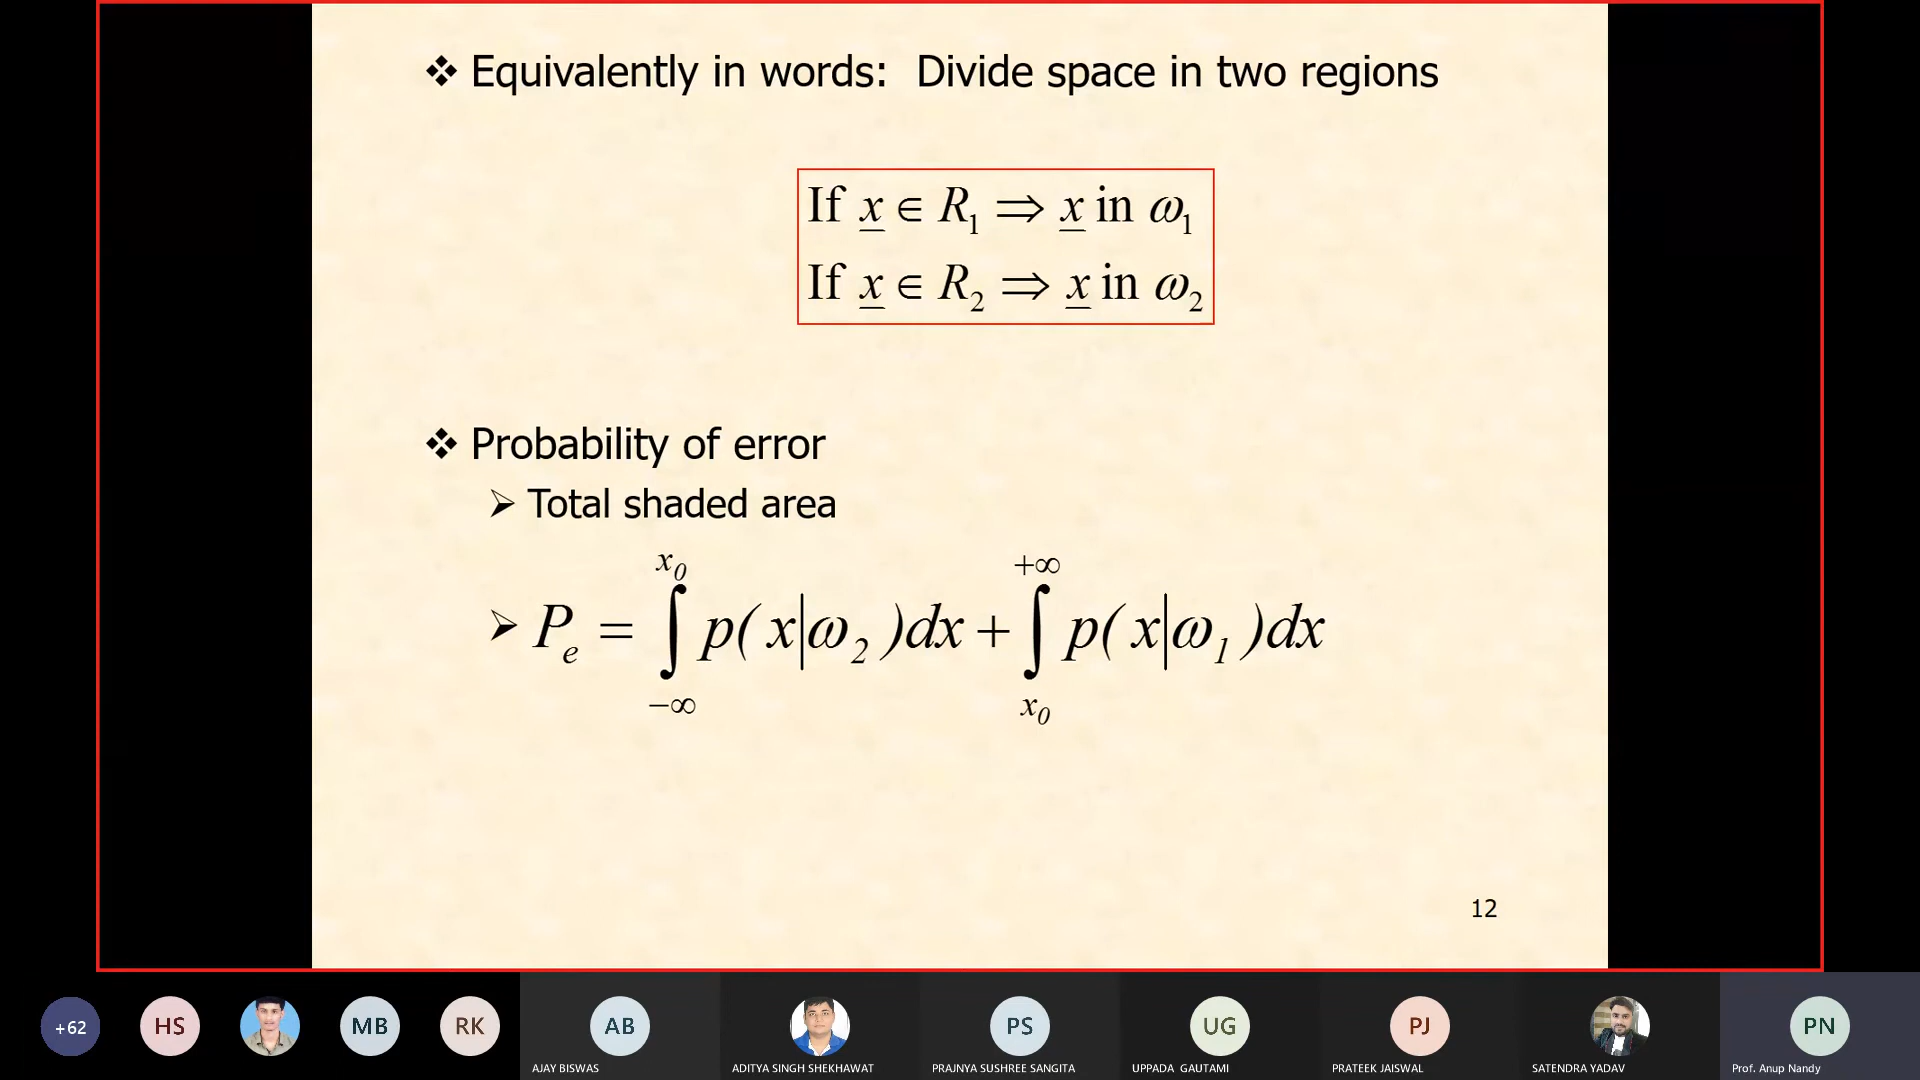 ❖ Equivalently in words: Divide space in two regions
If x ∈ R₁ ⇒ x in ω₁
If x ∈ R₂ ⇒ x in ω₂
❖ Probability of error
➢ Total shaded area
➢ Pₑ = ∫_{-∞}^{x₀} p( x|ω₂ )dx + ∫_{x₀}^{+∞} p( x|ω₁ )dx
12
+62 HS MB RK AB PS UG PJ PN
AJAY BISWAS ADITYA SINGH SHEKHAWAT PRAJNYA SUSHREE SANGITA UPPADA GAUTAMI PRATEEK JAISWAL SATENDRA YADAV Prof. Anup Nandy